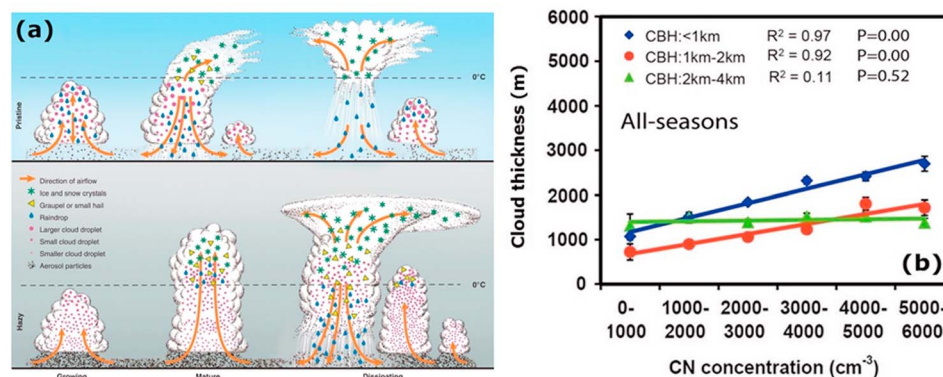 (a)
0°C
Pristine
Direction of airflow
Ice and snow crystals
Graupel or small hail
Raindrop
Larger cloud droplet
Small cloud droplet
Smaller cloud droplet
Aerosol particles
0°C
Hazy
Growing
Mature
Dissipating
CBH:<1km R² = 0.97 P=0.00
CBH:1km-2km R² = 0.92 P=0.00
CBH:2km-4km R² = 0.11 P=0.52
All-seasons
Cloud thickness (m)
6000
5000
4000
3000
2000
1000
0
(b)
0- 1000- 2000- 3000- 4000- 5000-
1000 2000 3000 4000 5000 6000
CN concentration (cm⁻³)